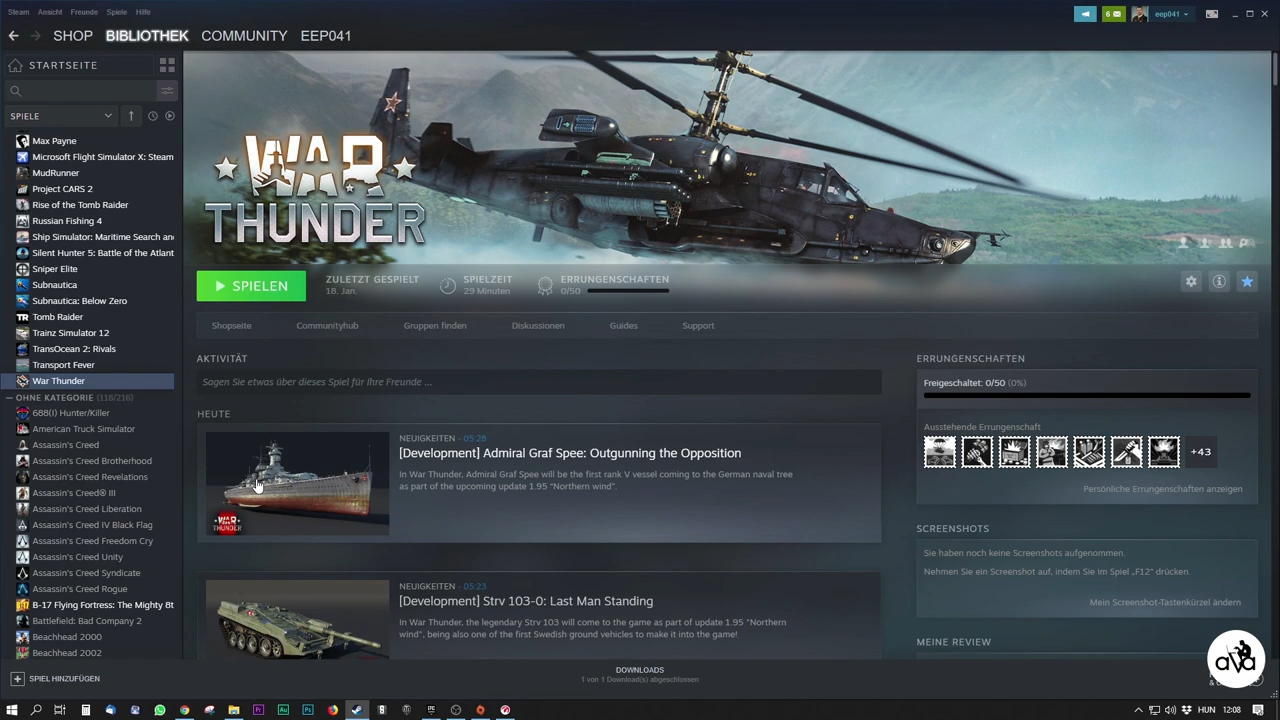 Steam Ansicht Freunde Spiele Hilfe
6 eep041
SHOP BIBLIOTHEK COMMUNITY EEP041
STARTSEITE
SPIELE
Max Payne
Microsoft Flight Simulator X: Steam
MudRunner
Project CARS 2
Rise of the Tomb Raider
Russian Fishing 4
Ship Simulator: Maritime Search an
Silent Hunter 5: Battle of the Atlant
Sniper Elite
Subnautica
Subnautica: Below Zero
Tomb Raider
Trainz Simulator 12
TransOcean 2: Rivals
Transport Fever
War Thunder
OHNE KATEGORIE (118/216)
688(I) Hunter/Killer
American Truck Simulator
Assassin's Creed
Assassin's Creed Brotherhood
Assassin's Creed Revelations
Assassin's Creed® III
Assassin's Creed Liberation
Assassin's Creed IV Black Flag
Assassin's Creed Freedom Cry
Assassin's Creed Unity
Assassin's Creed Syndicate
Assassin's Creed Rogue
B-17 Flying Fortress: The Mighty 8t
Battlefield: Bad Company 2
Beachhead 2000
Beachhead 2002
SPIEL HINZUFÜGEN
WAR
THUNDER
SPIELEN
ZULETZT GESPIELT
18. Jan.
SPIELZEIT
29 Minuten
ERRUNGENSCHAFTEN
0/50
Shopseite Communityhub Gruppen finden Diskussionen Guides Support
AKTIVITÄT
Sagen Sie etwas über dieses Spiel für Ihre Freunde ...
HEUTE
NEUIGKEITEN - 05:28
[Development] Admiral Graf Spee: Outgunning the Opposition
In War Thunder, Admiral Graf Spee will be the first rank V vessel coming to the German naval tree
as part of the upcoming update 1.95 "Northern wind".
WAR
THUNDER
NEUIGKEITEN - 05:23
[Development] Strv 103-0: Last Man Standing
In War Thunder, the legendary Strv 103 will come to the game as part of update 1.95 "Northern
wind", being also one of the first Swedish ground vehicles to make it into the game!
ERRUNGENSCHAFTEN
Freigeschaltet: 0/50 (0%)
Ausstehende Errungenschaft
+43
Persönliche Errungenschaften anzeigen
SCREENSHOTS
Sie haben noch keine Screenshots aufgenommen.
Nehmen Sie ein Screenshot auf, indem Sie im Spiel „F12" drücken.
Mein Screenshot-Tastenkürzel ändern
MEINE REVIEW
DOWNLOADS
1 von 1 Download(s) abgeschlossen
ava
Pr Au Ps
HUN 12:08